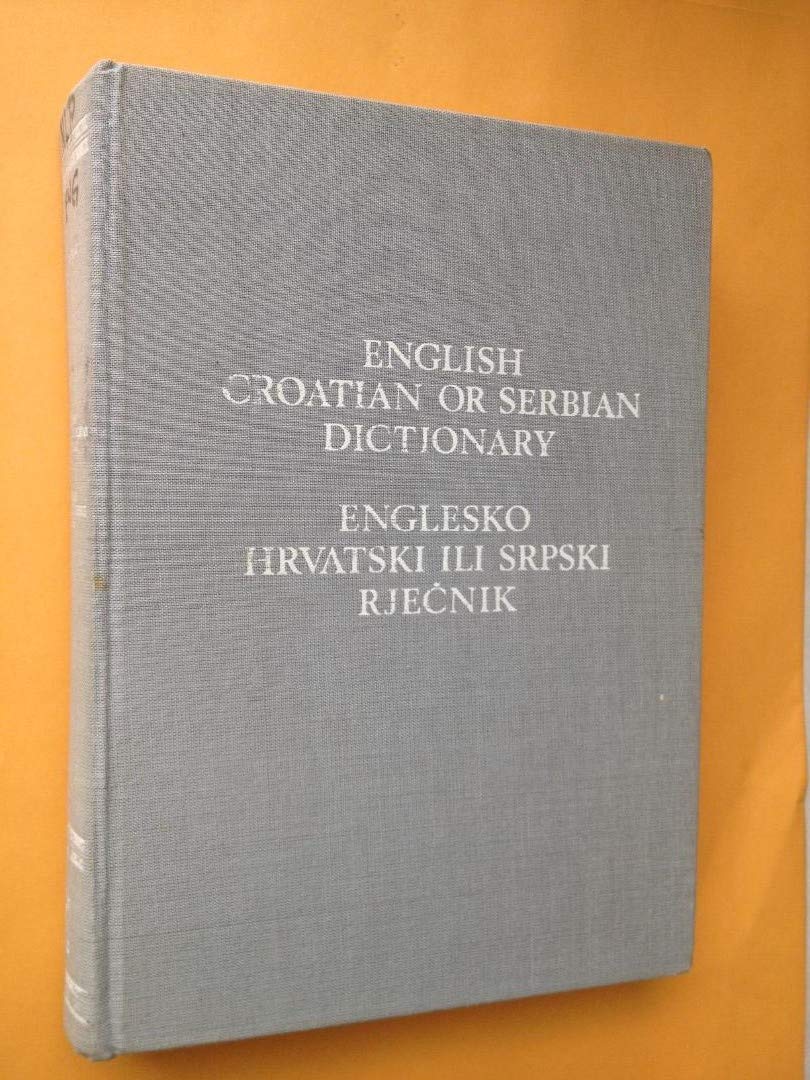 ENGLISH
CROATIAN OR SERBIAN
DICTIONARY
ENGLESKO
HRVATSKI ILI SRPSKI
RJEČNIK